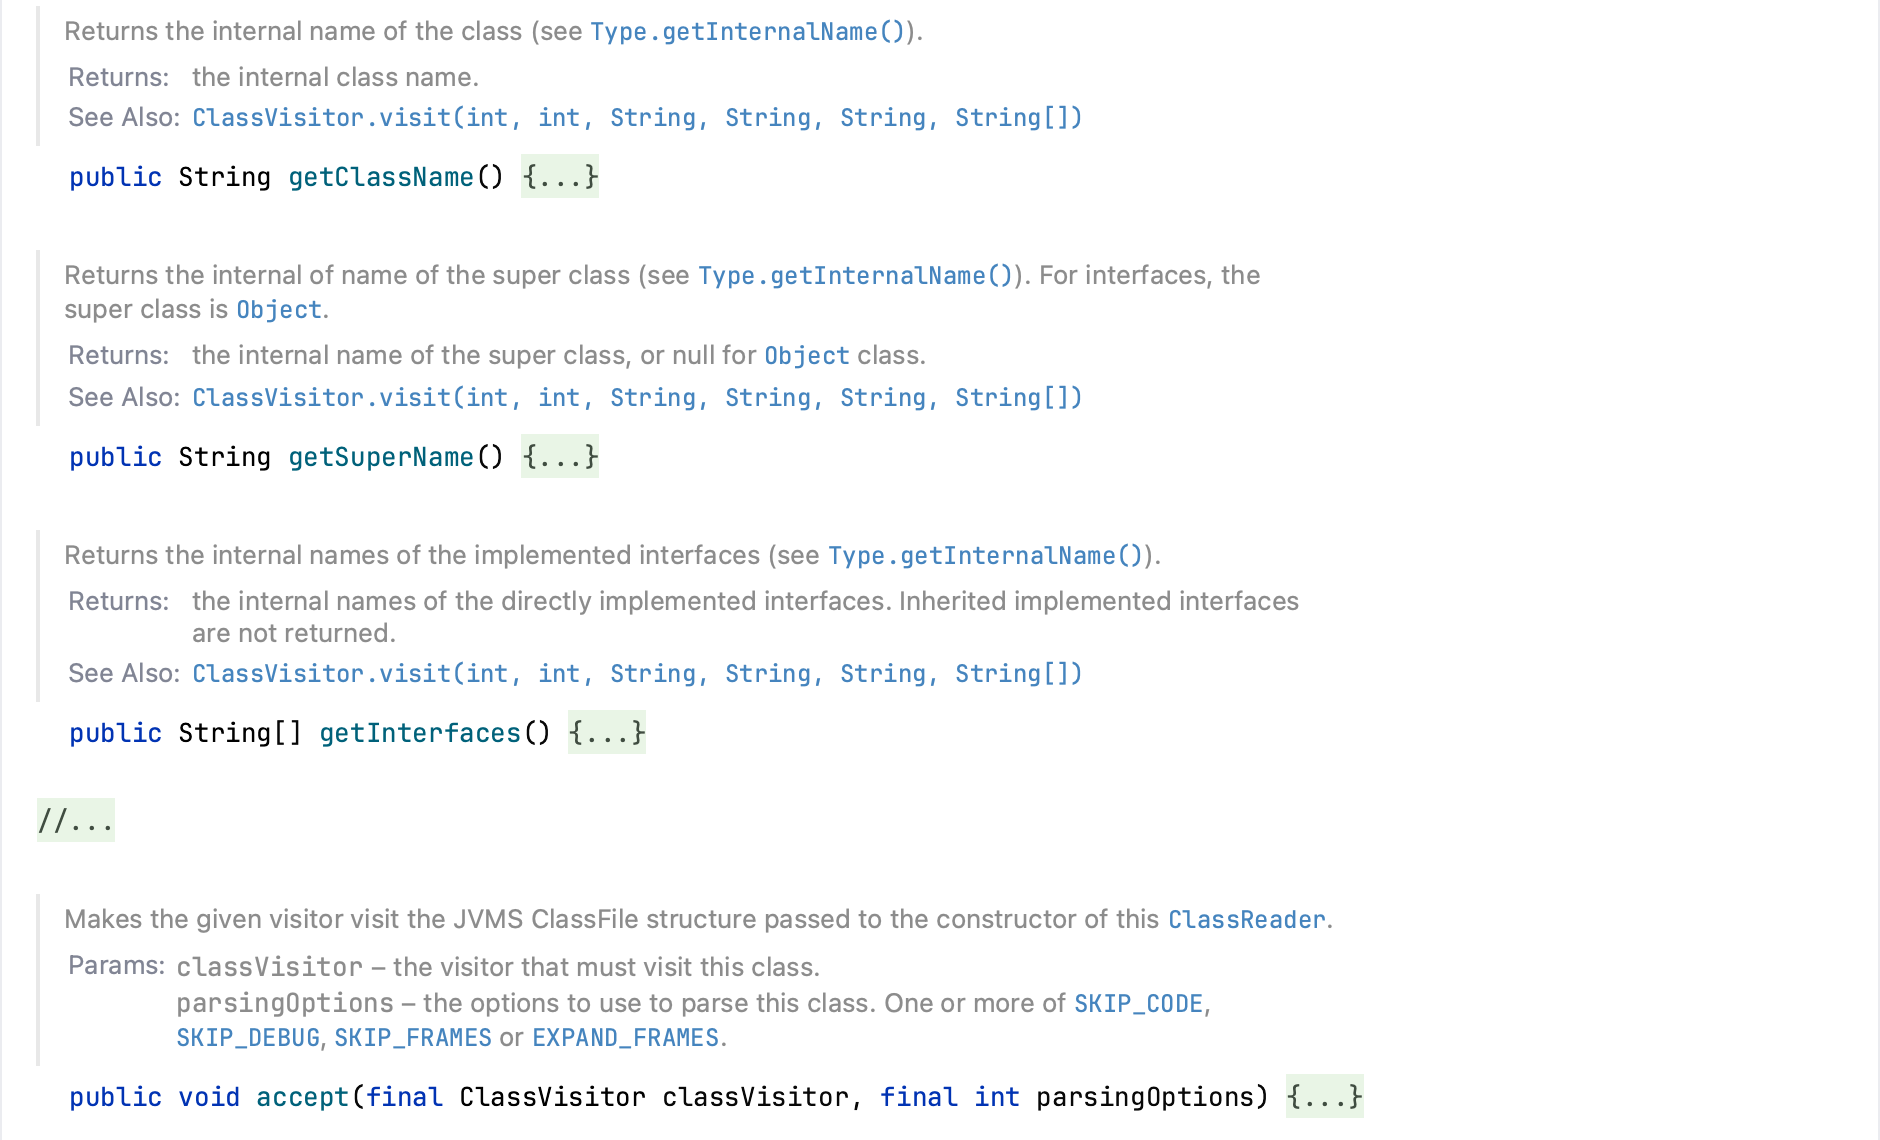 Returns the internal name of the class (see Type.getInternalName()).
Returns: the internal class name.
See Also: ClassVisitor.visit(int, int, String, String, String, String[])
public String getClassName() {...}
Returns the internal of name of the super class (see Type.getInternalName()). For interfaces, the
super class is Object.
Returns: the internal name of the super class, or null for Object class.
See Also: ClassVisitor.visit(int, int, String, String, String, String[])
public String getSuperName() {...}
Returns the internal names of the implemented interfaces (see Type.getInternalName()).
Returns: the internal names of the directly implemented interfaces. Inherited implemented interfaces
are not returned.
See Also: ClassVisitor.visit(int, int, String, String, String, String[])
public String[] getInterfaces() {...}
//...
Makes the given visitor visit the JVMS ClassFile structure passed to the constructor of this ClassReader.
Params: classVisitor – the visitor that must visit this class.
parsingOptions – the options to use to parse this class. One or more of SKIP_CODE,
SKIP_DEBUG, SKIP_FRAMES or EXPAND_FRAMES.
public void accept(final ClassVisitor classVisitor, final int parsingOptions) {...}